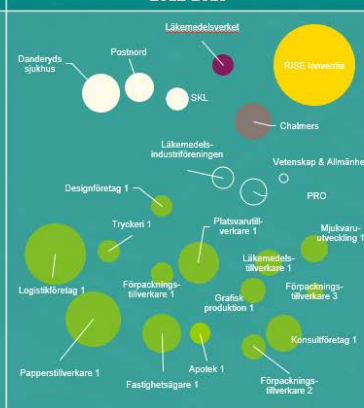 Läkemedelsverket
Postnord
Danderyds
sjukhus
RISE Innventia
SKL
Chalmers
Läkemedels-
industriföreningen
Vetenskap & Allmänhe
PRO
Designföretag 1
Tryckeri 1
Platsvarutill-
verkare 1
Mjukvaru-
utveckling 1
Läkemedels-
tillverkare 1
Logistikföretag 1
Förpacknings-
tillverkare 1
Grafisk
produktion 1
Förpacknings-
tillverkare 3
Konsultföretag 1
Papperstillverkare 1
Fastighetsägare 1
Apotek 1
Förpacknings-
tillverkare 2